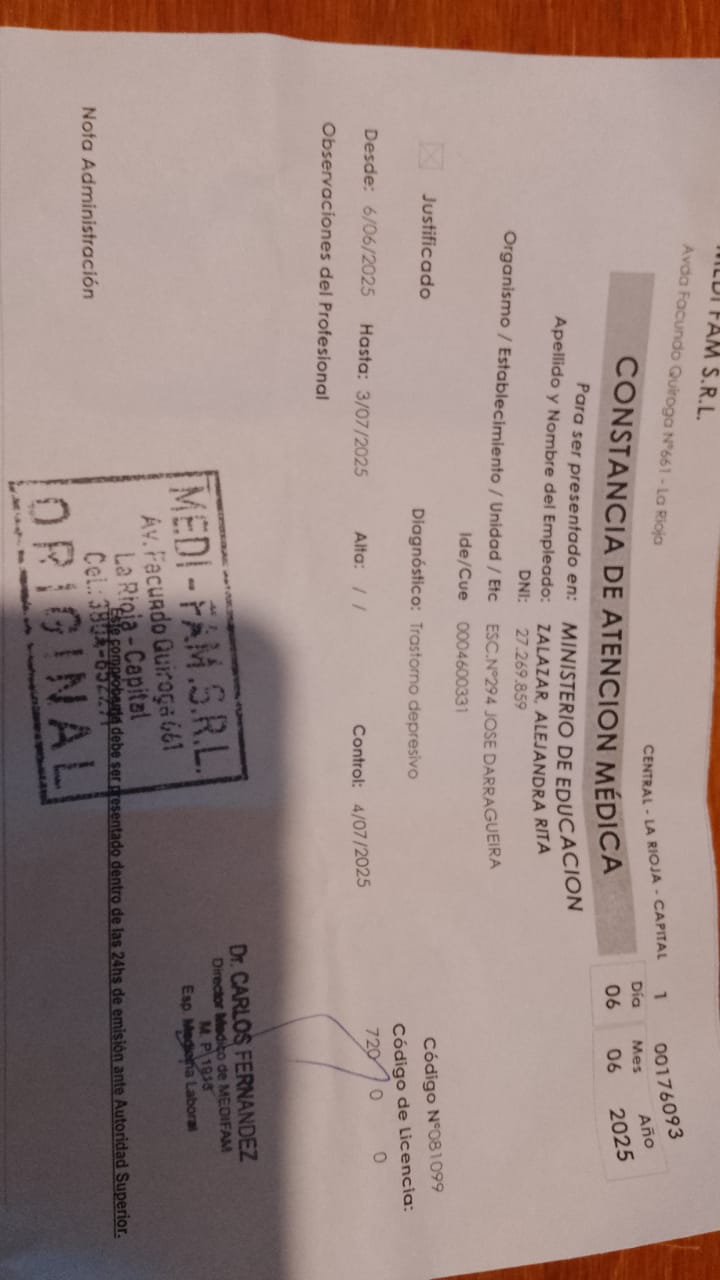 MEDI FAM S.R.L.
Avda Facundo Quiroga N°661 - La Rioja
CENTRAL - LA RIOJA - CAPITAL 1 00176093
CONSTANCIA DE ATENCION MÉDICA
Día Mes Año
06 06 2025
Para ser presentado en: MINISTERIO DE EDUCACION
Apellido y Nombre del Empleado: ZALAZAR, ALEJANDRA RITA
DNI: 27.269.859
Organismo / Establecimiento / Unidad / Etc ESC.N°294 JOSE DARRAGUEIRA
Ide/Cue 0004600331
Código N°081099
Justificado
Diagnóstico: Trastorno depresivo
Código de Licencia:
720 0 0
Desde: 6/06/2025 Hasta: 3/07/2025 Alta: / / Control: 4/07/2025
Observaciones del Profesional
MEDI-FAM.S.R.L.
Av. Facundo Quiroga 661
La Rioja - Capital
Cel.:
ORIGINAL
Dr. CARLOS FERNANDEZ
Director Medico de MEDIFAM
M. P.
Esp. Medicina Laboral
Este comprobante debe ser presentado dentro de las 24hs de emisión ante Autoridad Superior.
Nota Administración